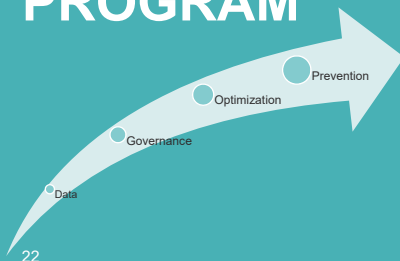 PROGRAM
Prevention
Optimization
Governance
Data
22